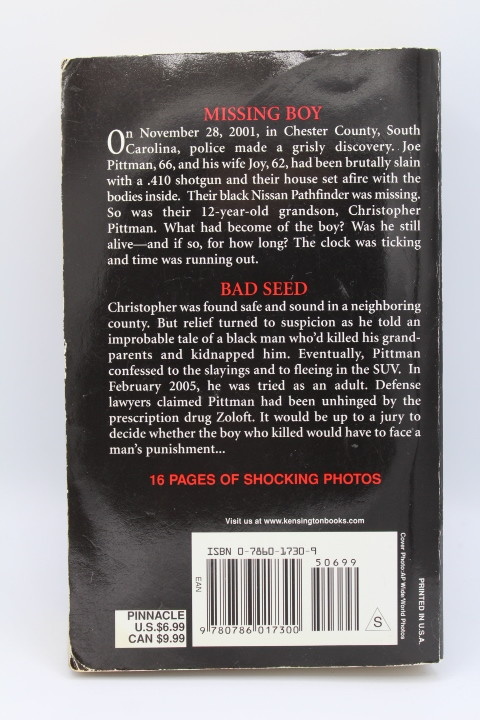 MISSING BOY
On November 28, 2001, in Chester County, South
Carolina, police made a grisly discovery. Joe
Pittman, 66, and his wife Joy, 62, had been brutally slain
with a .410 shotgun and their house set afire with the
bodies inside. Their black Nissan Pathfinder was missing.
So was their 12-year-old grandson, Christopher
Pittman. What had become of the boy? Was he still
alive—and if so, for how long? The clock was ticking
and time was running out.
BAD SEED
Christopher was found safe and sound in a neighboring
county. But relief turned to suspicion as he told an
improbable tale of a black man who'd killed his grand-
parents and kidnapped him. Eventually, Pittman
confessed to the slayings and to fleeing in the SUV. In
February 2005, he was tried as an adult. Defense
lawyers claimed Pittman had been unhinged by the
prescription drug Zoloft. It would be up to a jury to
decide whether the boy who killed would have to face a
man's punishment...
16 PAGES OF SHOCKING PHOTOS
Visit us at www.kensingtonbooks.com
ISBN 0-7860-1730-9
50699
EAN
9 780786 017300
S
Cover Photo: AP Wide/World Photos
PRINTED IN U.S.A.
PINNACLE
U.S.$6.99
CAN $9.99